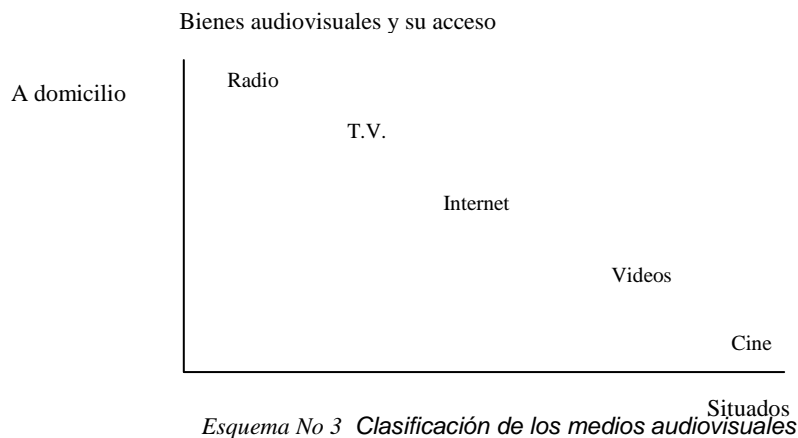 Bienes audiovisuales y su acceso
A domicilio
Radio
T.V.
Internet
Videos
Cine
Situados
Esquema No 3 Clasificación de los medios audiovisuales